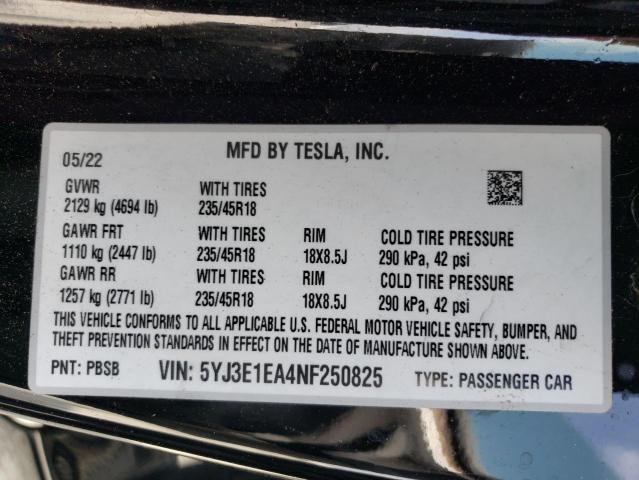 MFD BY TESLA, INC.
05/22
GVWR WITH TIRES
2129 kg (4694 lb) 235/45R18
GAWR FRT WITH TIRES RIM COLD TIRE PRESSURE
1110 kg (2447 lb) 235/45R18 18X8.5J 290 kPa, 42 psi
GAWR RR WITH TIRES RIM COLD TIRE PRESSURE
1257 kg (2771 lb) 235/45R18 18X8.5J 290 kPa, 42 psi
THIS VEHICLE CONFORMS TO ALL APPLICABLE U.S. FEDERAL MOTOR VEHICLE SAFETY, BUMPER, AND
THEFT PREVENTION STANDARDS IN EFFECT ON THE DATE OF MANUFACTURE SHOWN ABOVE.
PNT: PBSB VIN: 5YJ3E1EA4NF250825 TYPE: PASSENGER CAR